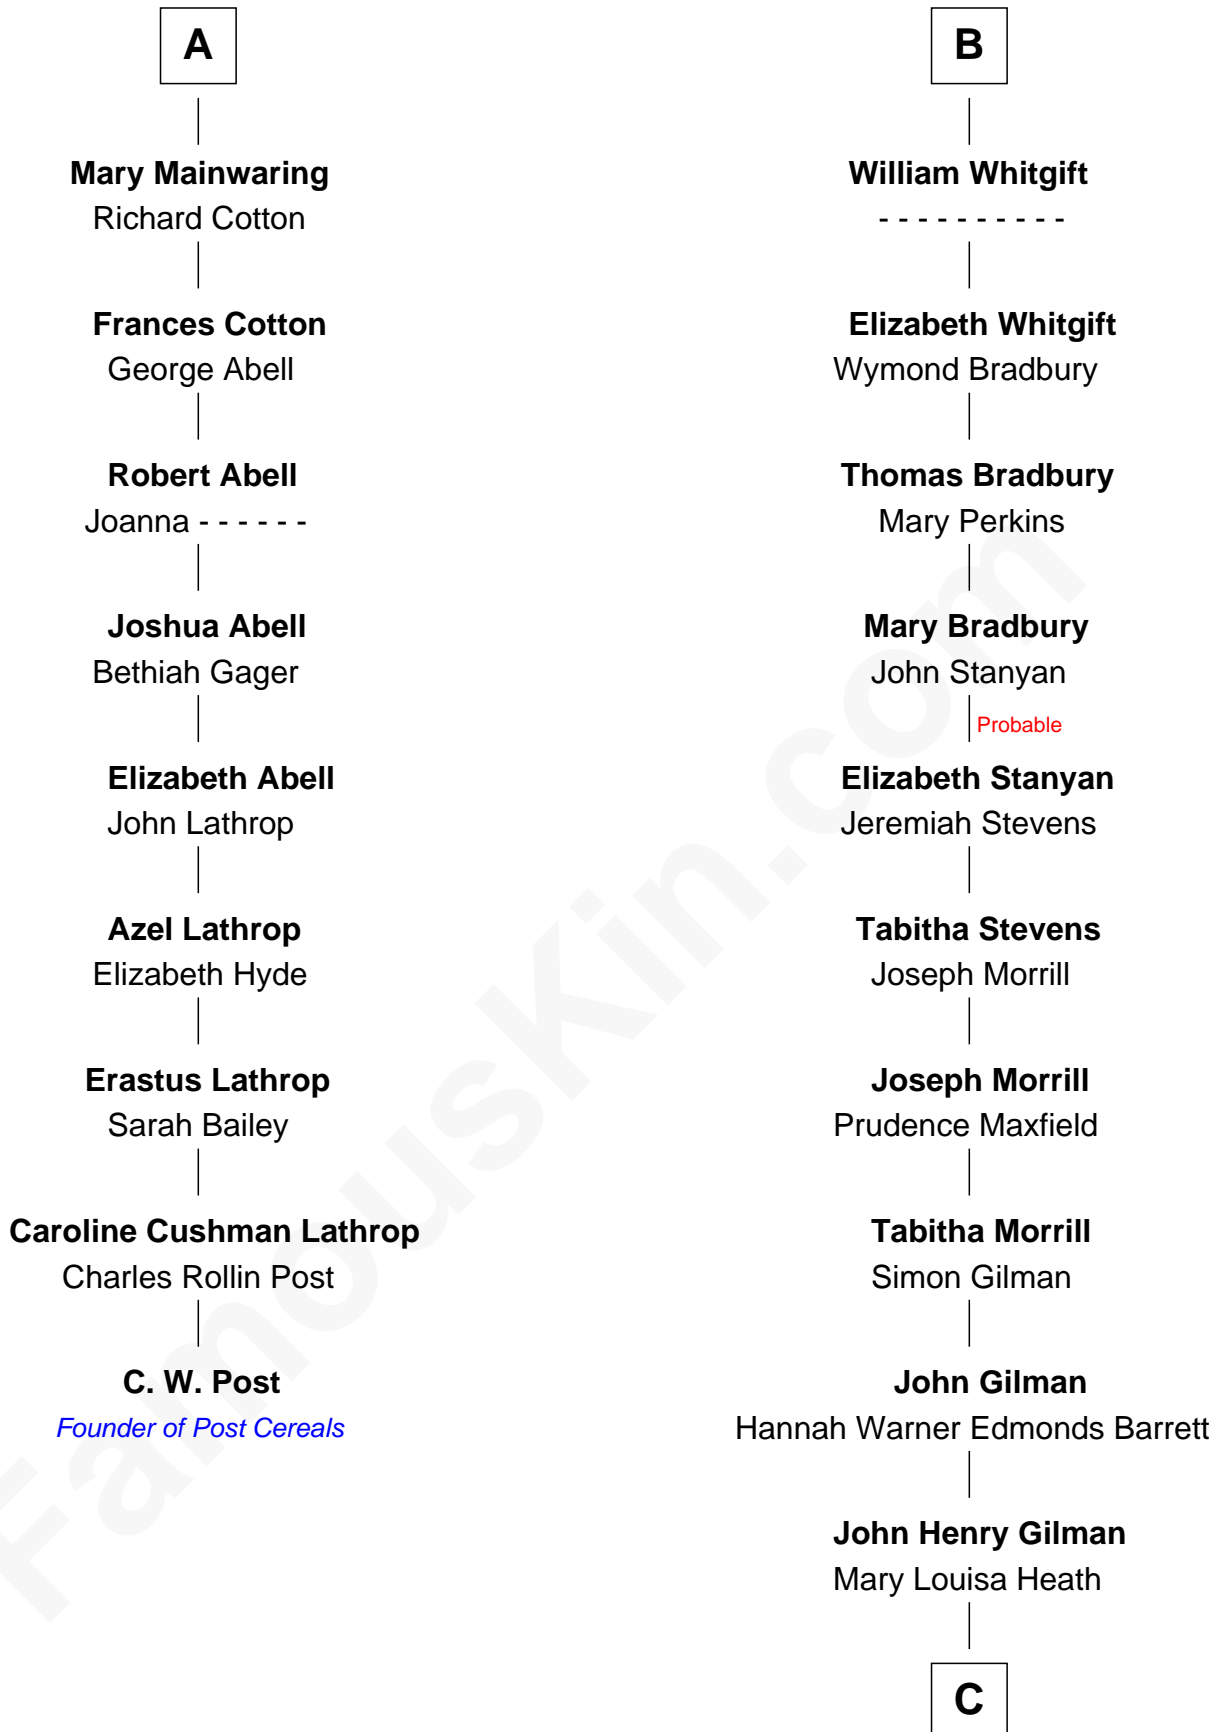 A
Mary Mainwaring
Richard Cotton
Frances Cotton
George Abell
Robert Abell
Joanna - - - - - -
Joshua Abell
Bethiah Gager
Elizabeth Abell
John Lathrop
Azel Lathrop
Elizabeth Hyde
Erastus Lathrop
Sarah Bailey
Caroline Cushman Lathrop
Charles Rollin Post
C. W. Post
Founder of Post Cereals
B
William Whitgift
- - - - - - - - - -
Elizabeth Whitgift
Wymond Bradbury
Thomas Bradbury
Mary Perkins
Mary Bradbury
John Stanyan
Probable
Elizabeth Stanyan
Jeremiah Stevens
Tabitha Stevens
Joseph Morrill
Joseph Morrill
Prudence Maxfield
Tabitha Morrill
Simon Gilman
John Gilman
Hannah Warner Edmonds Barrett
John Henry Gilman
Mary Louisa Heath
C
FamousKin.com